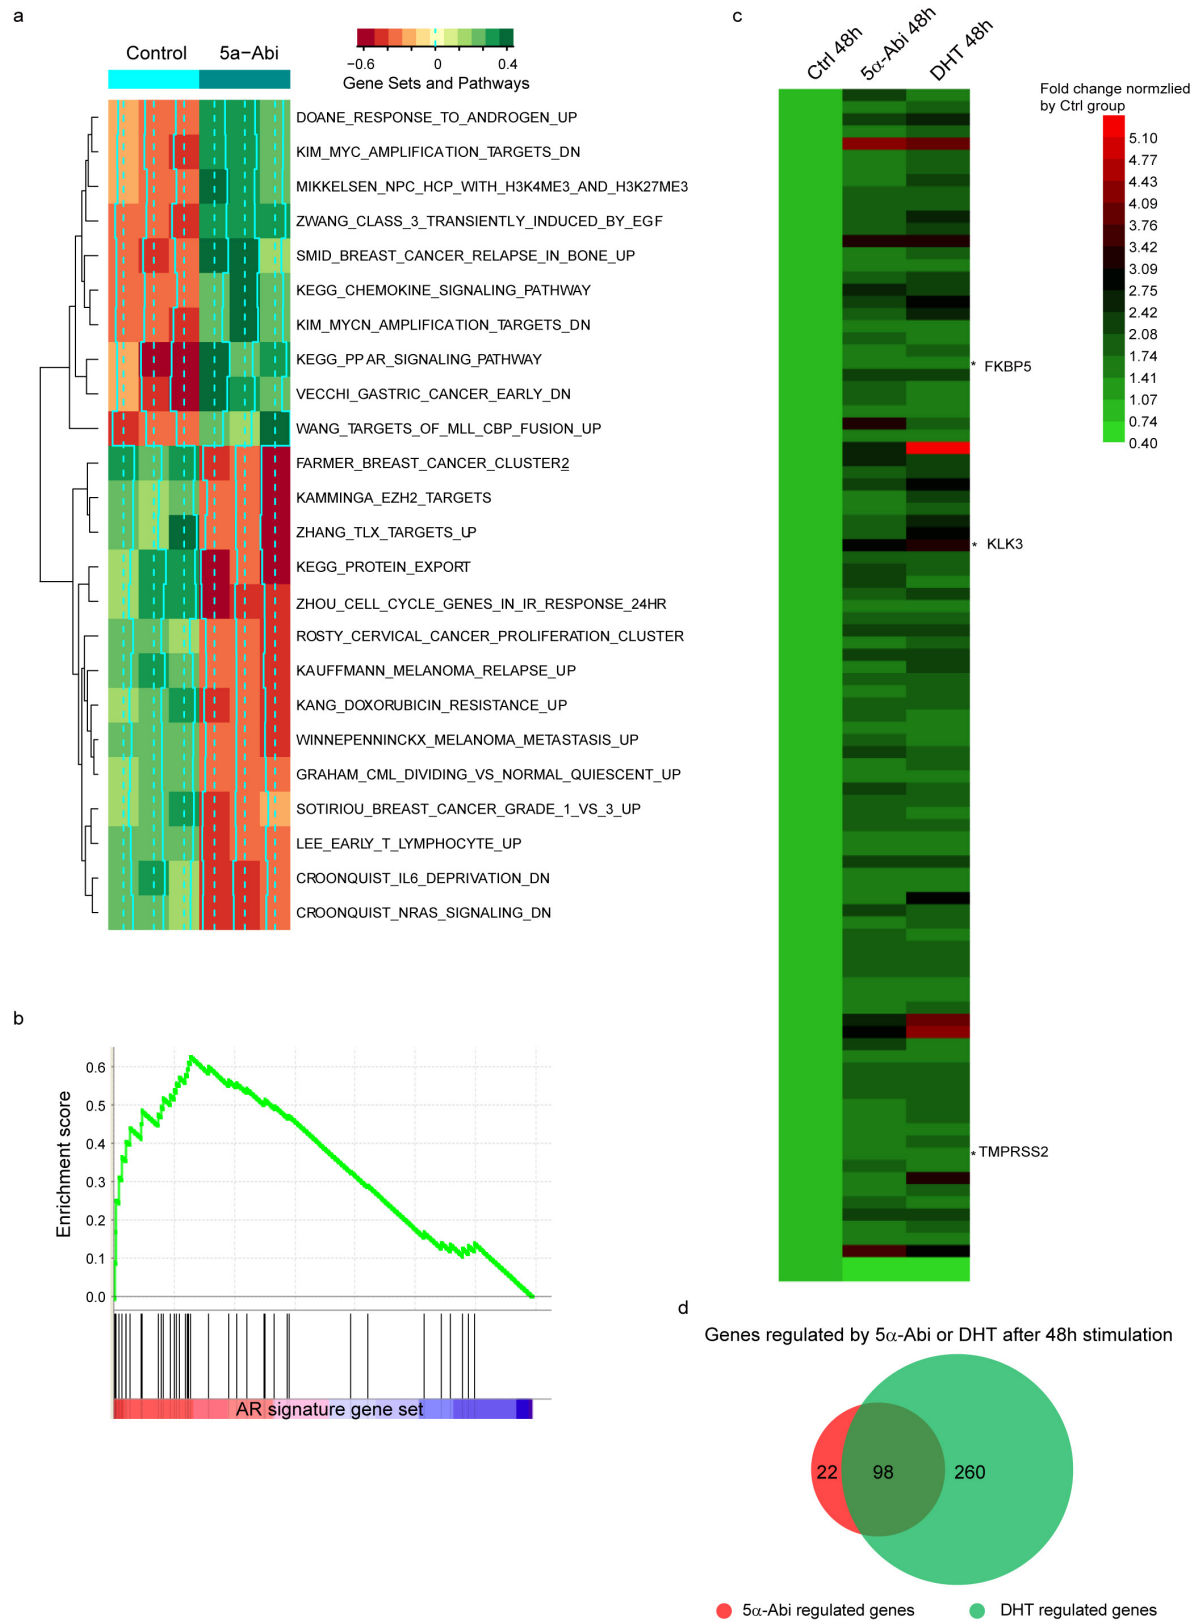 a
Control
5a-Abi
-0.6
0
0
0.4
Gene Sets and Pathways
DOANE_RESPONSE_TO_ANDROGEN_UP
KIM_MYC_AMPLIFICATION_TARGETS_DN
MIKKELSEN_NPC_HCP_WITH_H3K4ME3_AND_H3K27ME3
ZWANG_CLASS_3_TRANSIENTLY_INDUCED_BY_EGF
SMID_BREAST_CANCER_RELAPSE_IN_BONE_UP
KEGG_CHEMOKINE_SIGNALING_PATHWAY
KIM_MYCN_AMPLIFICATION_TARGETS_DN
KEGG_PPAR_SIGNALING_PATHWAY
VECCHI_GASTRIC_CANCER_EARLY_DN
WANG_TARGETS_OF_MLL_CBP_FUSION_UP
FARMER_BREAST_CANCER_CLUSTER2
KAMMINGA_EZH2_TARGETS
ZHANG_TLX_TARGETS_UP
KEGG_PROTEIN_EXPORT
ZHOU_CELL_CYCLE_GENES_IN_IR_RESPONSE_24HR
ROSTY_CERVICAL_CANCER_PROLIFERATION_CLUSTER
KAUFFMANN_MELANOMA_RELAPSE_UP
KANG_DOXORUBICIN_RESISTANCE_UP
WINNEPENNINCKX_MELANOMA_METASTASIS_UP
GRAHAM_CML_DIVIDING_VS_NORMAL_QUIESCENT_UP
SOTIRIOU_BREAST_CANCER_GRADE_1_VS_3_UP
LEE_EARLY_T_LYMPHOCYTE_UP
CROONQUIST_IL6_DEPRIVATION_DN
CROONQUIST_NRAS_SIGNALING_DN
b
Enrichment score
0.6
0.5
0.4
0.3
0.2
0.1
0.0
AR signature gene set
c
Ctrl 48h
5α-Abi 48h
DHT 48h
Fold change normzlied
by Ctrl group
5.10
4.77
4.43
4.09
3.76
3.42
3.09
2.75
2.42
2.08
1.74
1.41
1.07
0.74
0.40
* FKBP5
* KLK3
* TMPRSS2
d
Genes regulated by 5α-Abi or DHT after 48h stimulation
22
98
260
5α-Abi regulated genes
DHT regulated genes